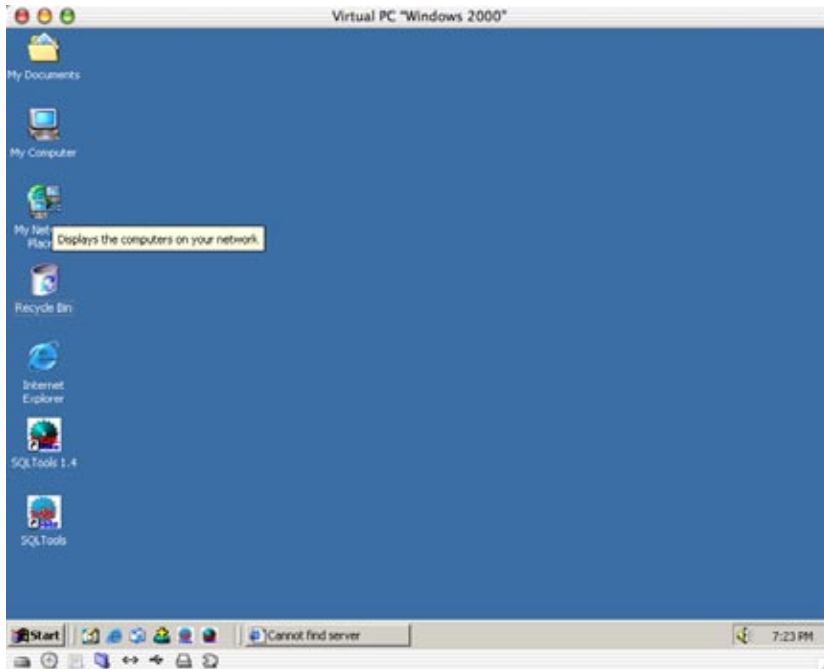 Virtual PC "Windows 2000"
My Documents
My Computer
My
Displays the computers on your network
Recycle Bin
Internet
Explorer
SQLTools 1.4
SQLTools
Start
Cannot find server
7:23 PM